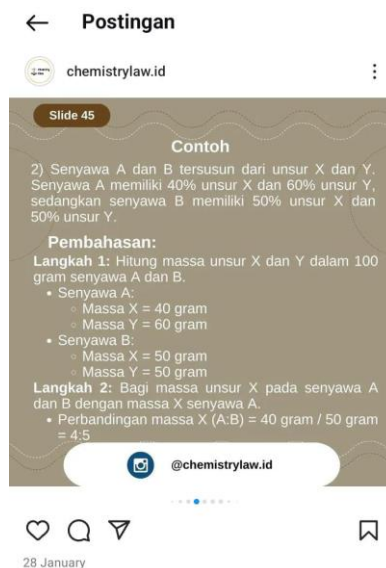 Postingan
chemistrylaw.id
Slide 45
Contoh
2) Senyawa A dan B tersusun dari unsur X dan Y.
Senyawa A memiliki 40% unsur X dan 60% unsur Y,
sedangkan senyawa B memiliki 50% unsur X dan
50% unsur Y.
Pembahasan:
Langkah 1: Hitung massa unsur X dan Y dalam 100
gram senyawa A dan B.
• Senyawa A:
◦ Massa X = 40 gram
◦ Massa Y = 60 gram
• Senyawa B:
◦ Massa X = 50 gram
◦ Massa Y = 50 gram
Langkah 2: Bagi massa unsur X pada senyawa A
dan B dengan massa X senyawa A.
• Perbandingan massa X (A:B) = 40 gram / 50 gram
= 4:5
@chemistrylaw.id
28 January